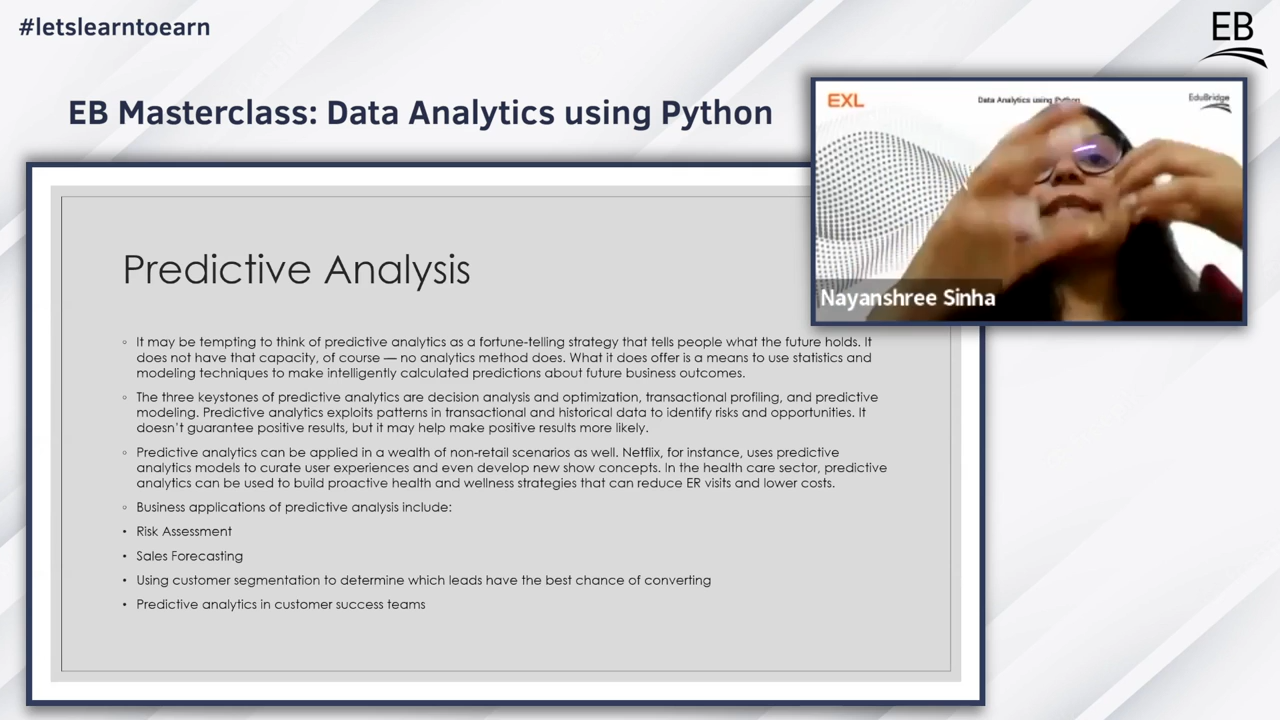 #letslearntoearn
EB
EB Masterclass: Data Analytics using Python
EXL
Data Analytics using Python
EduBridge
Nayanshree Sinha
Predictive Analysis
◦ It may be tempting to think of predictive analytics as a fortune-telling strategy that tells people what the future holds. It
does not have that capacity, of course — no analytics method does. What it does offer is a means to use statistics and
modeling techniques to make intelligently calculated predictions about future business outcomes.
◦ The three keystones of predictive analytics are decision analysis and optimization, transactional profiling, and predictive
modeling. Predictive analytics exploits patterns in transactional and historical data to identify risks and opportunities. It
doesn't guarantee positive results, but it may help make positive results more likely.
◦ Predictive analytics can be applied in a wealth of non-retail scenarios as well. Netflix, for instance, uses predictive
analytics models to curate user experiences and even develop new show concepts. In the health care sector, predictive
analytics can be used to build proactive health and wellness strategies that can reduce ER visits and lower costs.
◦ Business applications of predictive analysis include:
• Risk Assessment
• Sales Forecasting
• Using customer segmentation to determine which leads have the best chance of converting
• Predictive analytics in customer success teams